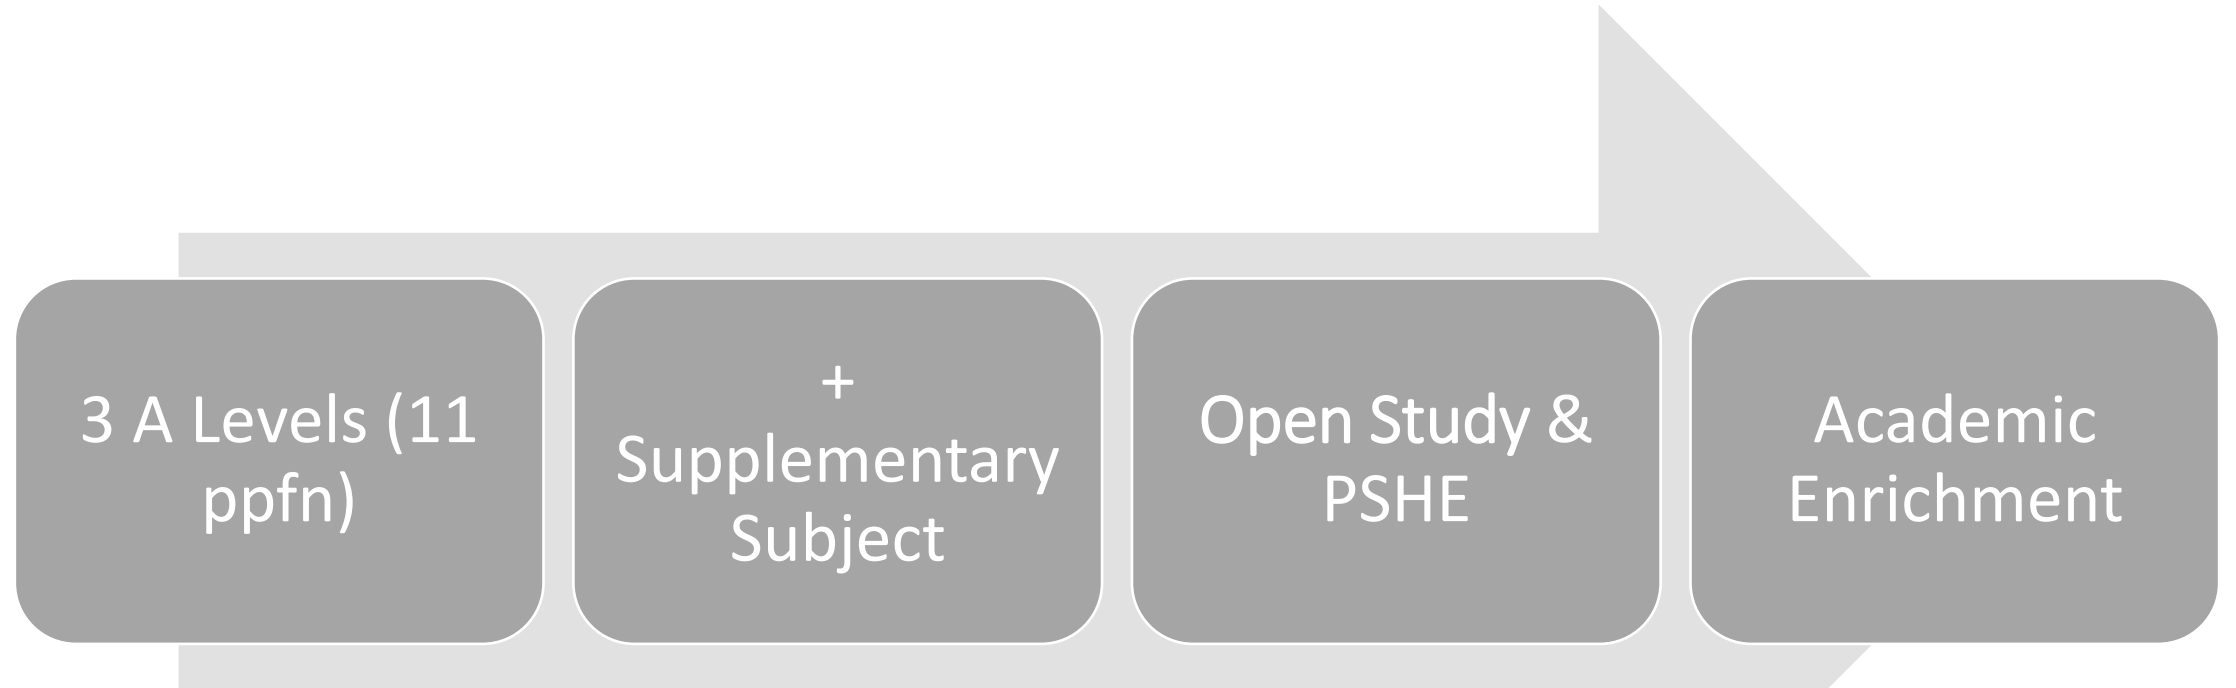 3 A Levels (11
ppfn)
+
Supplementary
Subject
Open Study &
PSHE
Academic
Enrichment